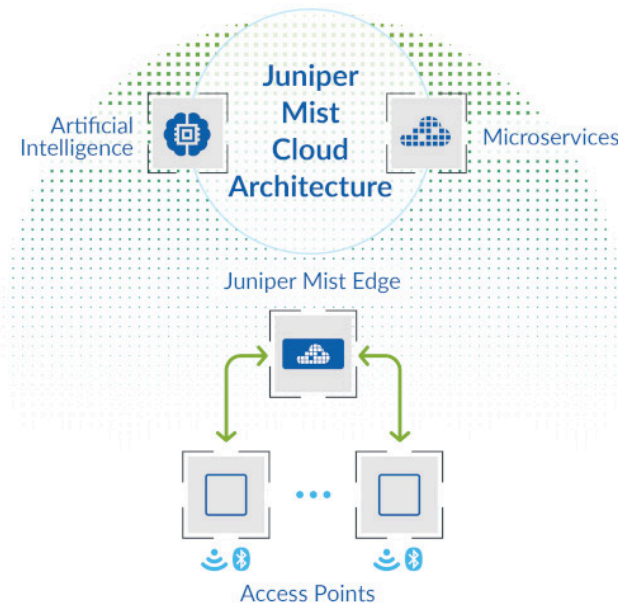 Juniper
Mist
Cloud
Architecture
Artificial
Intelligence
Microservices
Juniper Mist Edge
Access Points